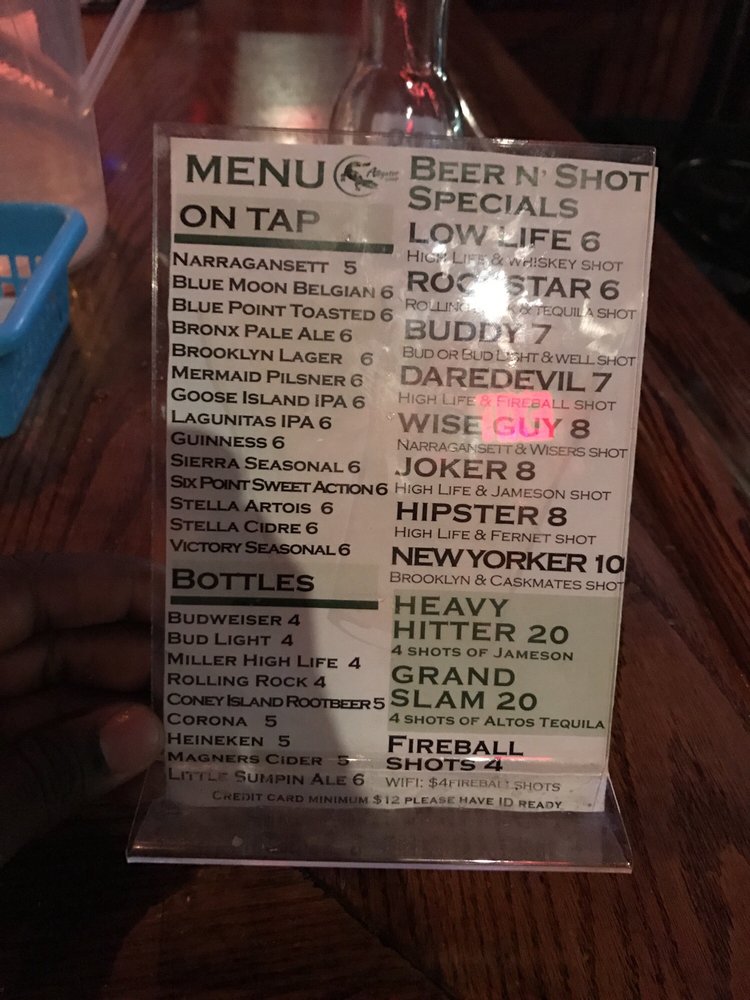 MENU
ON TAP
NARRAGANSETT 5
BLUE MOON BELGIAN 6
BLUE POINT TOASTED 6
BRONX PALE ALE 6
BROOKLYN LAGER 6
MERMAID PILSNER 6
GOOSE ISLAND IPA 6
LAGUNITAS IPA 6
GUINNESS 6
SIERRA SEASONAL 6
SIX POINT SWEET ACTION 6
STELLA ARTOIS 6
STELLA CIDRE 6
VICTORY SEASONAL 6
BOTTLES
BUDWEISER 4
BUD LIGHT 4
MILLER HIGH LIFE 4
ROLLING ROCK 4
CONEY ISLAND ROOTBEER 5
CORONA 5
HEINEKEN 5
MAGNERS CIDER 5
LITTLE SUMPIN ALE 6
Alligator
BEER N' SHOT
SPECIALS
LOW LIFE 6
HIGH LIFE & WHISKEY SHOT
ROCKSTAR 6
ROLLING ROCK & TEQUILA SHOT
BUDDY 7
BUD OR BUD LIGHT & WELL SHOT
DAREDEVIL 7
HIGH LIFE & FIREBALL SHOT
WISE GUY 8
NARRAGANSETT & WISERS SHOT
JOKER 8
HIGH LIFE & JAMESON SHOT
HIPSTER 8
HIGH LIFE & FERNET SHOT
NEW YORKER 10
BROOKLYN & CASKMATES SHOT
HEAVY
HITTER 20
4 SHOTS OF JAMESON
GRAND
SLAM 20
4 SHOTS OF ALTOS TEQUILA
FIREBALL
SHOTS 4
WIFI: $4FIREBALLSHOTS
CREDIT CARD MINIMUM $12 PLEASE HAVE ID READY